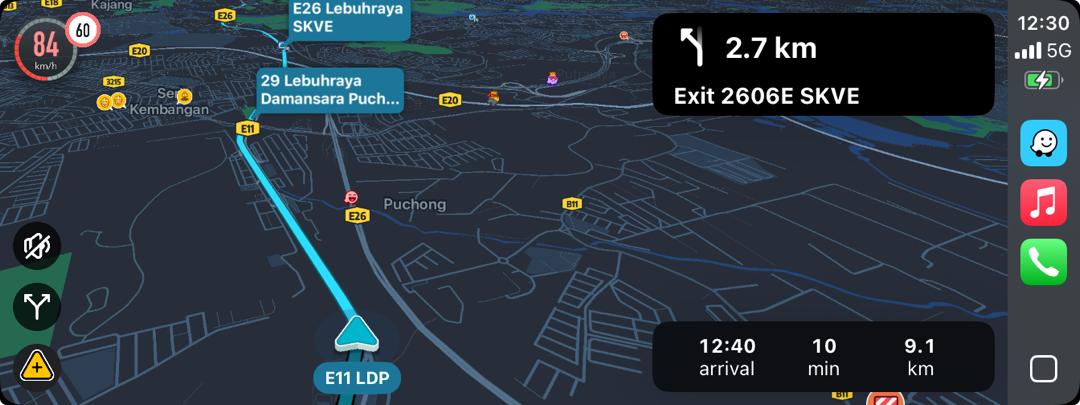 Kajang
E18
E26
E26 Lebuhraya
SKVE
84
km/h
60
E20
3215
Kembangan
29 Lebuhraya
Damansara Puch...
E20
E11
E26
Puchong
B11
E11 LDP
2.7 km
Exit 2606E SKVE
12:40
arrival
10
min
9.1
km
B11
12:30
5G